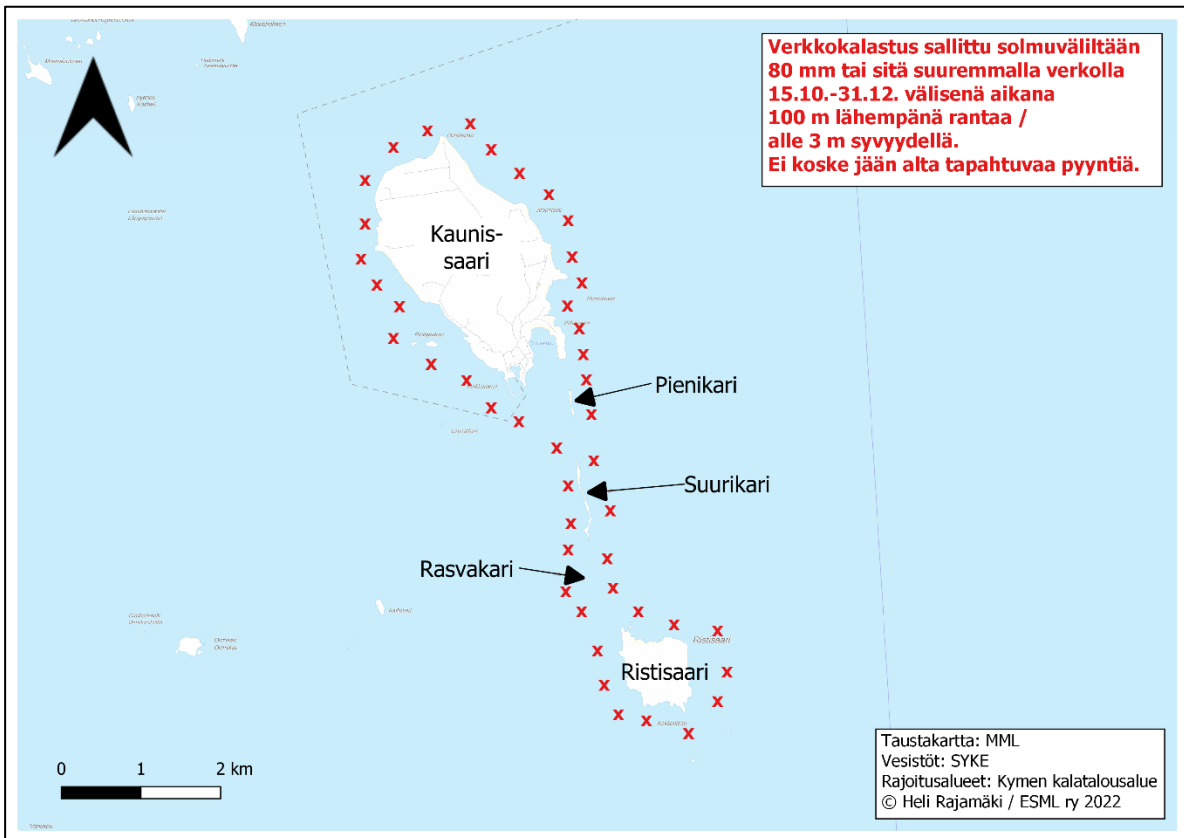 Verkkokalastus sallittu solmuväliltään
80 mm tai sitä suuremmalla verkolla
15.10.-31.12. välisenä aikana
100 m lähempänä rantaa /
alle 3 m syvyydellä.
Ei koske jään alta tapahtuvaa pyyntiä.
Kaunis-
saari
Pienikari
Suurikari
Rasvakari
Ristisaari
Ristisaari
0 1 2 km
Taustakartta: MML
Vesistöt: SYKE
Rajoitusalueet: Kymen kalatalousalue
© Heli Rajamäki / ESML ry 2022